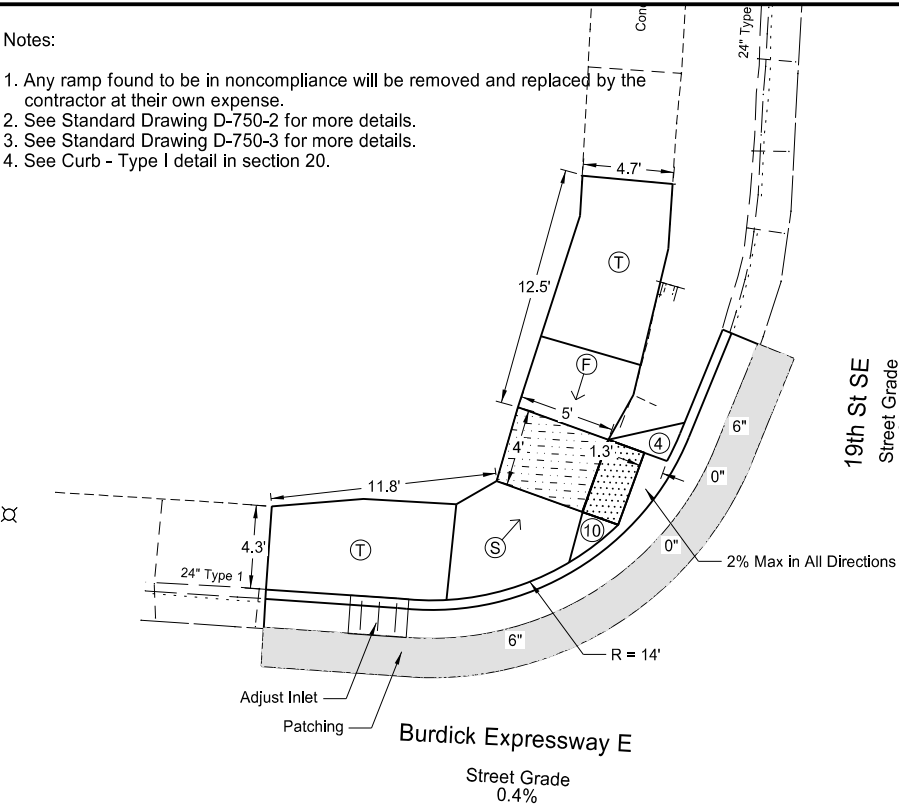 Notes:
1. Any ramp found to be in noncompliance will be removed and replaced by the
contractor at their own expense.
2. See Standard Drawing D-750-2 for more details.
3. See Standard Drawing D-750-3 for more details.
4. See Curb - Type I detail in section 20.
24" Type
4.7'
T
12.5'
F
5'
4'
1.3'
4
6"
0"
19th St SE
Street Grade
11.8'
4.3'
T
S
10
0"
2% Max in All Directions
24" Type 1
6"
R = 14'
Adjust Inlet
Patching
Burdick Expressway E
Street Grade
0.4%